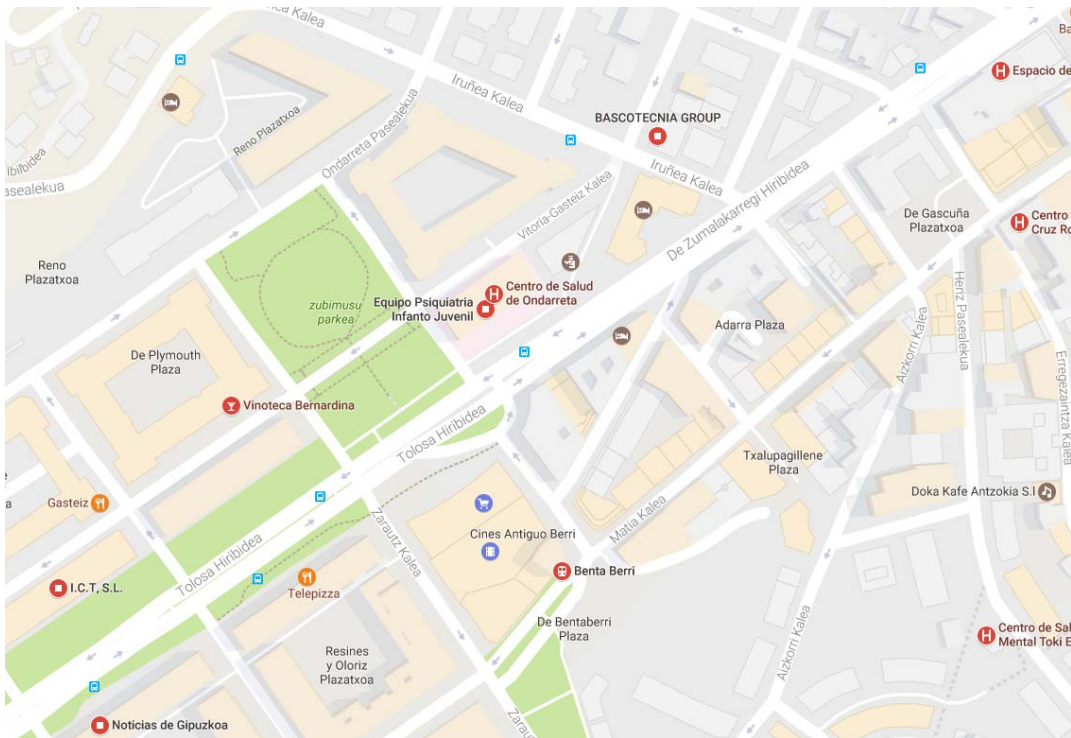 uñea Kalea
Ba
Espacio de
Iruñea Kalea
BASCOTECNIA GROUP
Reno Plazatxoa
Ondarreta Pasealekua
Ibilbidea
Pasealekua
Iruñea Kalea
Vitoria-Gasteiz Kalea
De Zumalakarregi Hiribidea
De Gascuña
Plazatxoa
Centro
Cruz Ro
Reno
Plazatxoa
zubimusu
parkea
Equipo Psiquiatria
Infanto Juvenil
Centro de Salud
de Ondarreta
Adarra Plaza
Aizkorri Kalea
Heriz Pasealekua
Erregezaintza Kalea
De Plymouth
Plaza
Vinoteca Bernardina
Tolosa Hiribidea
Txalupagillene
Plaza
Gasteiz
a
Doka Kafe Antzokia S.l
Zarautz Kalea
Cines Antiguo Berri
Matia Kalea
Tolosa Hiribidea
I.C.T, S.L.
Telepizza
Benta Berri
De Bentaberri
Plaza
Aizkorri Kalea
Centro de Sal
Mental Toki E
Resines
y Oloriz
Plazatxoa
Zarau
Noticias de Gipuzkoa